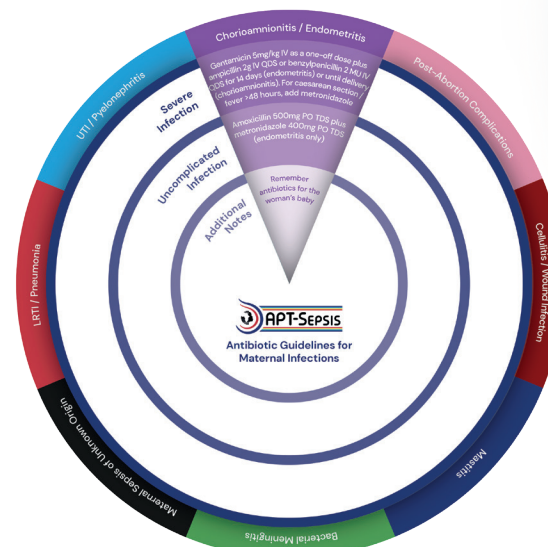 Chorioamnionitis / Endometritis
Gentamicin 5mg/kg IV as a one-off dose plus
ampicillin 2g IV QDS or benzylpenicillin 2 MU IV
QDS for 14 days (endometritis) or until delivery
(chorioamnionitis). For caesarean section /
fever >48 hours, add metronidazole
Amoxicillin 500mg PO TDS plus
metronidazole 400mg PO TDS
(endometritis only)
Remember
antibiotics for the
woman's baby
Severe
Infection
Uncomplicated
Infection
Additional
Notes
APT-SEPSIS
Antibiotic Guidelines for
Maternal Infections
Post-Abortion Complications
Cellulitis / Wound Infection
Mastitis
Bacterial Meningitis
Maternal Sepsis of Unknown Origin
LRTI / Pneumonia
UTI / Pyelonephritis